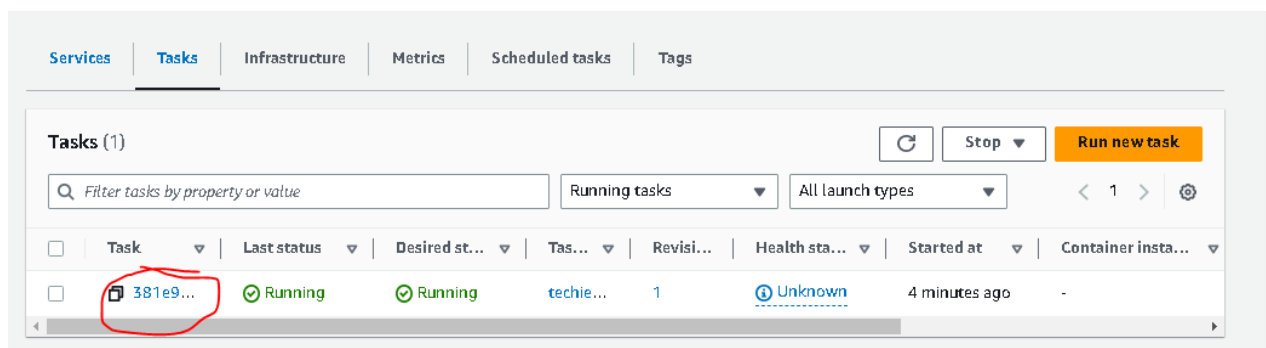 Services Tasks Infrastructure Metrics Scheduled tasks Tags
Tasks (1) Stop Run new task
Filter tasks by property or value Running tasks All launch types 1
Task Last status Desired st... Tas... Revisi... Health sta... Started at Container insta...
381e9... Running Running techie... 1 Unknown 4 minutes ago -